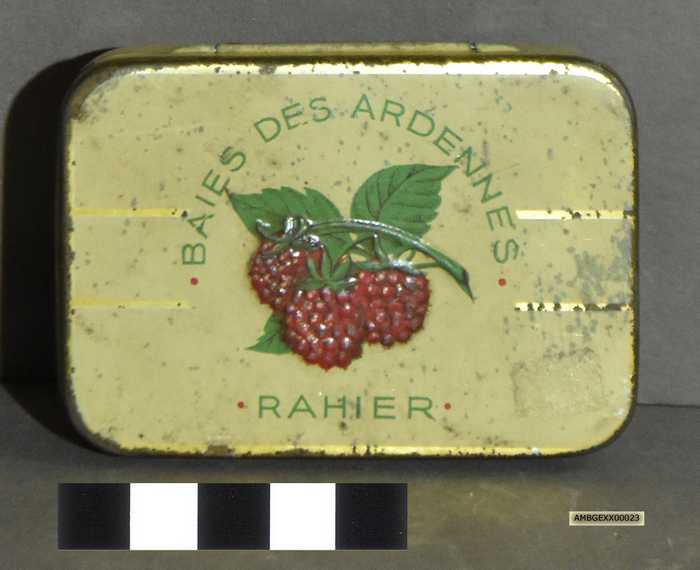 • BAIES DES ARDENNES •
• RAHIER •
AMBGEXX00023